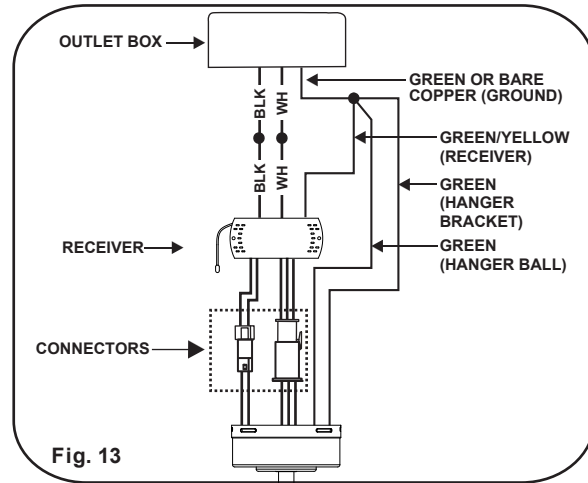 OUTLET BOX
GREEN OR BARE
COPPER (GROUND)
BLK
WH
GREEN/YELLOW
(RECEIVER)
BLK
WH
GREEN
(HANGER
BRACKET)
RECEIVER
GREEN
(HANGER BALL)
CONNECTORS
Fig. 13